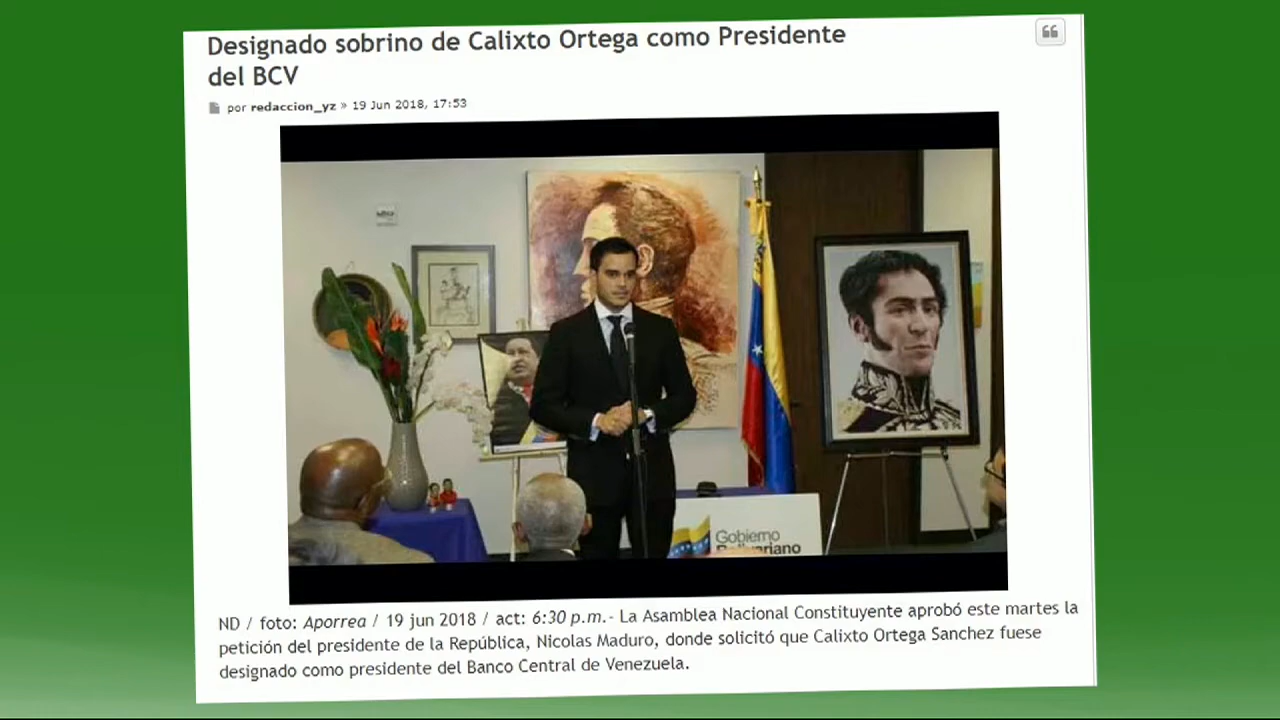 Designado sobrino de Calixto Ortega como Presidente
del BCV
por redaccion_yz » 19 Jun 2018, 17:53
Gobierno
Bolivariano
ND / foto: Aporrea / 19 jun 2018 / act: 6:30 p.m.- La Asamblea Nacional Constituyente aprobó este martes la
petición del presidente de la República, Nicolas Maduro, donde solicitó que Calixto Ortega Sanchez fuese
designado como presidente del Banco Central de Venezuela.